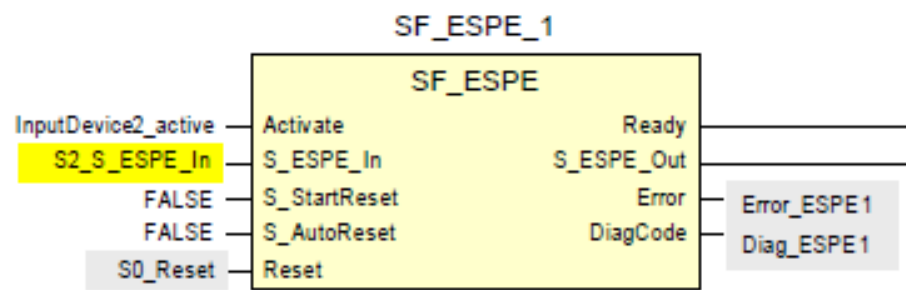 SF_ESPE_1
SF_ESPE
InputDevice2_active Activate Ready
S2_S_ESPE_In S_ESPE_In S_ESPE_Out
FALSE S_StartReset Error Error_ESPE1
FALSE S_AutoReset DiagCode Diag_ESPE1
S0_Reset Reset